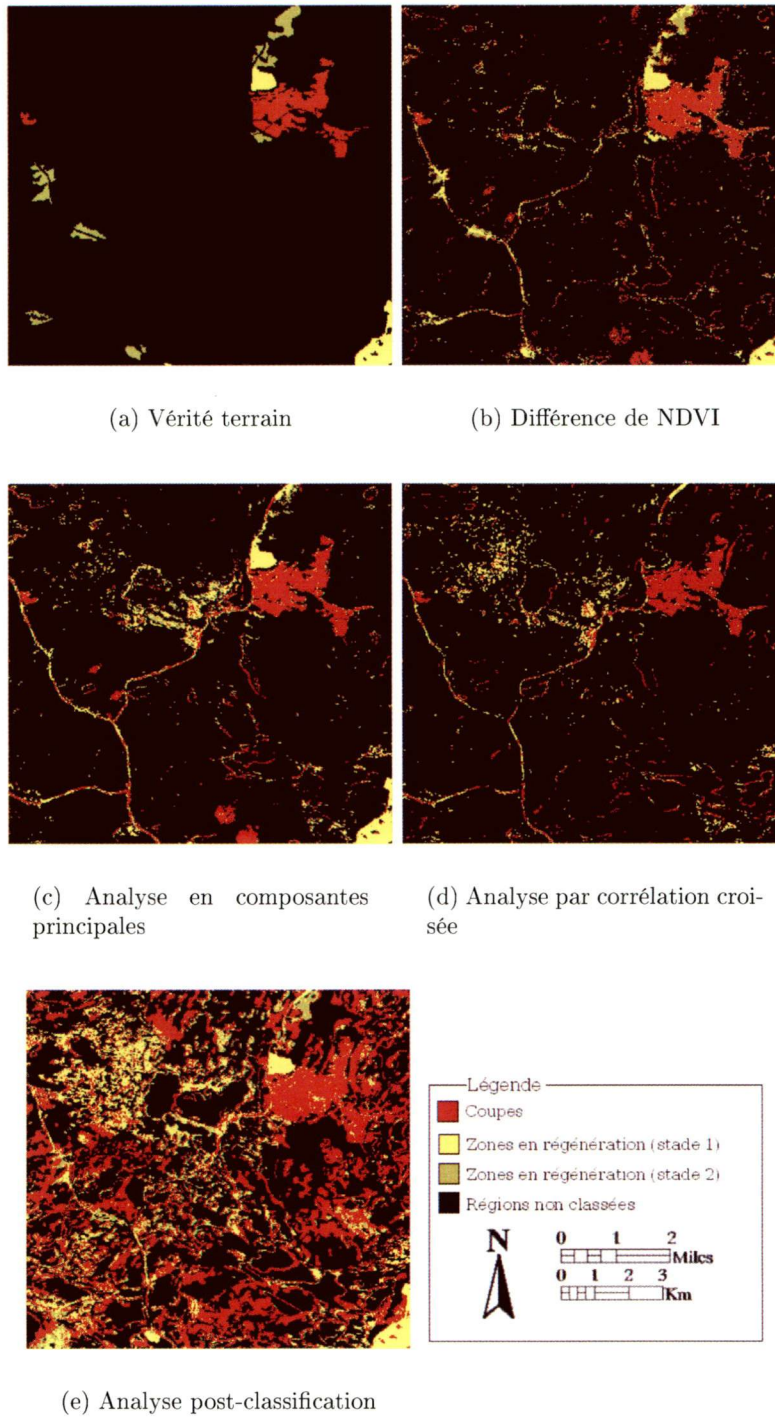 (a) Vérité terrain
(b) Différence de NDVI
(c) Analyse en composantes
principales
(d) Analyse par corrélation croi-
sée
(e) Analyse post-classification
Légende
Coupes
Zones en régénération (stade 1)
Zones en régénération (stade 2)
Régions non classées
N
0 1 2
Miles
0 1 2 3
Km